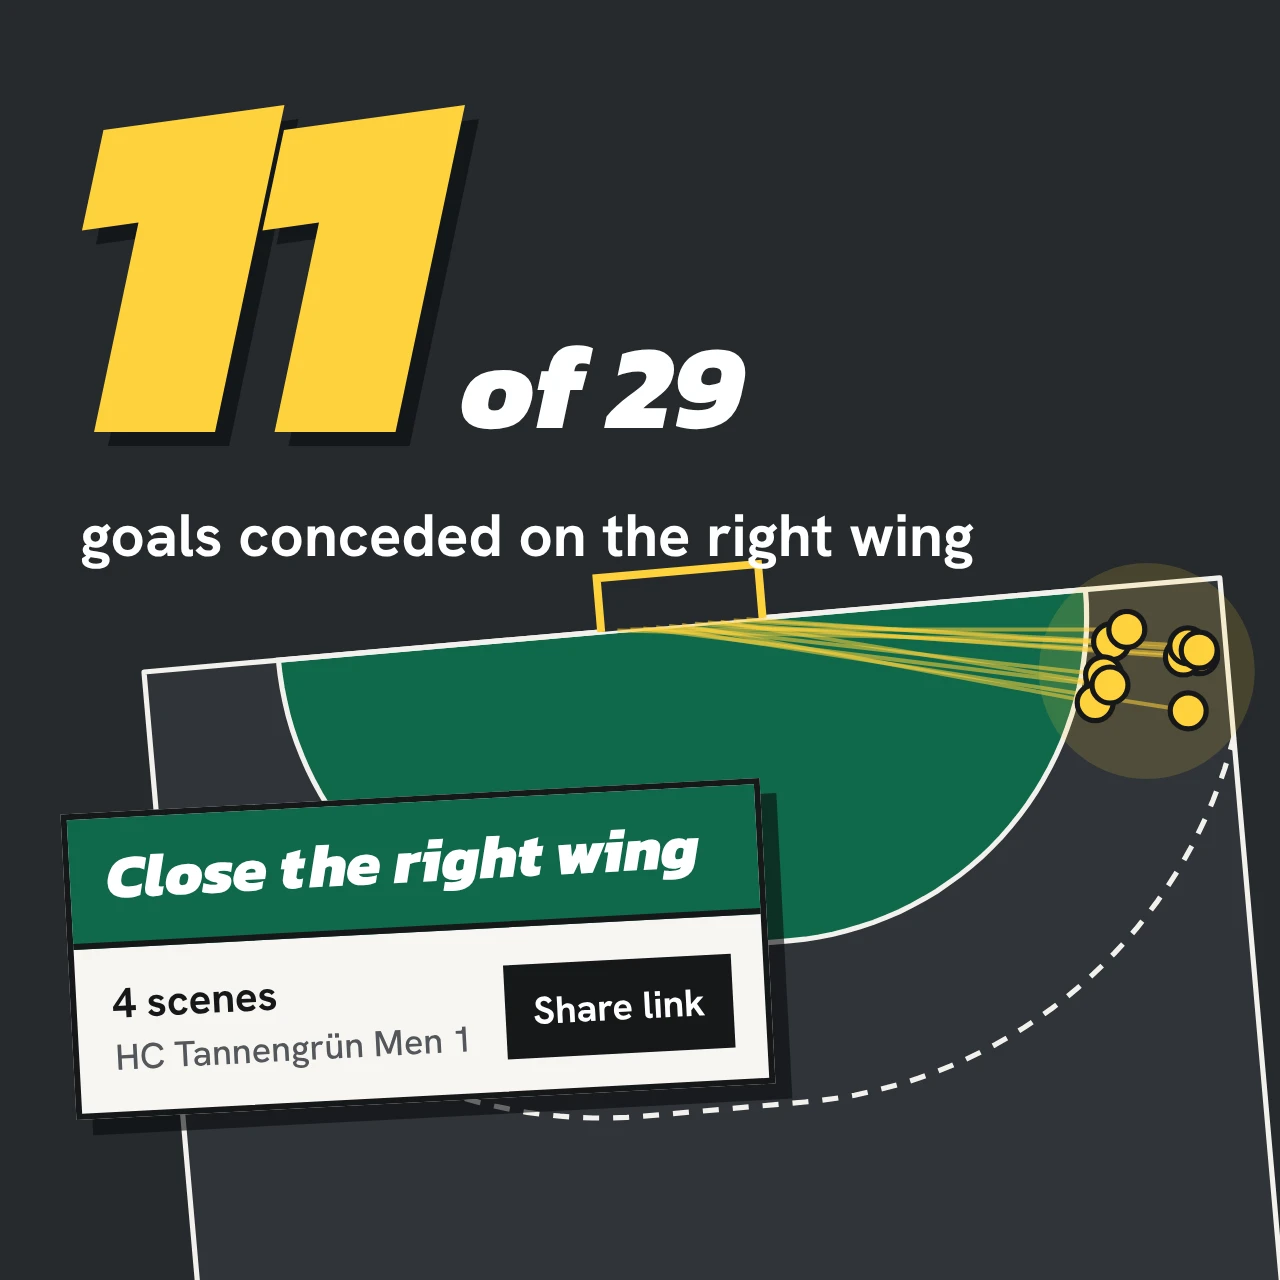 11 of 29
goals conceded on the right wing
Close the right wing
4 scenes
HC Tannengrün Men 1
Share link